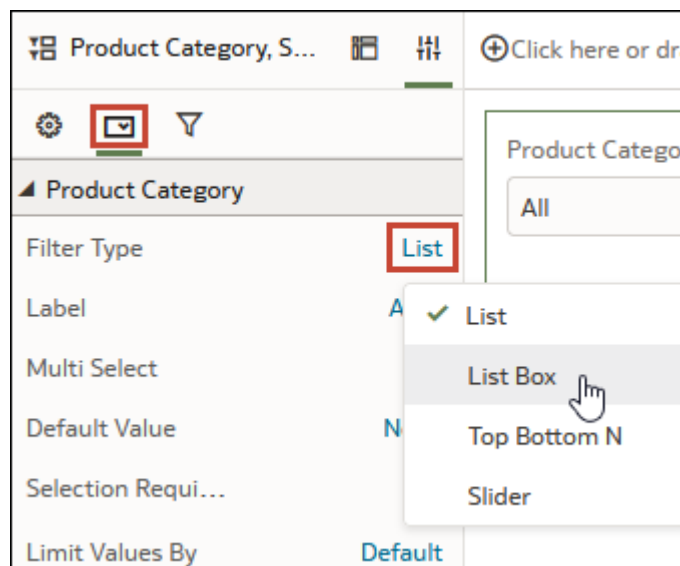 Product Category, S...
Click here or dr
Product Catego
All
Product Category
Filter Type List
Label A
Multi Select
Default Value N
Selection Requi...
Limit Values By Default
List
List Box
Top Bottom N
Slider